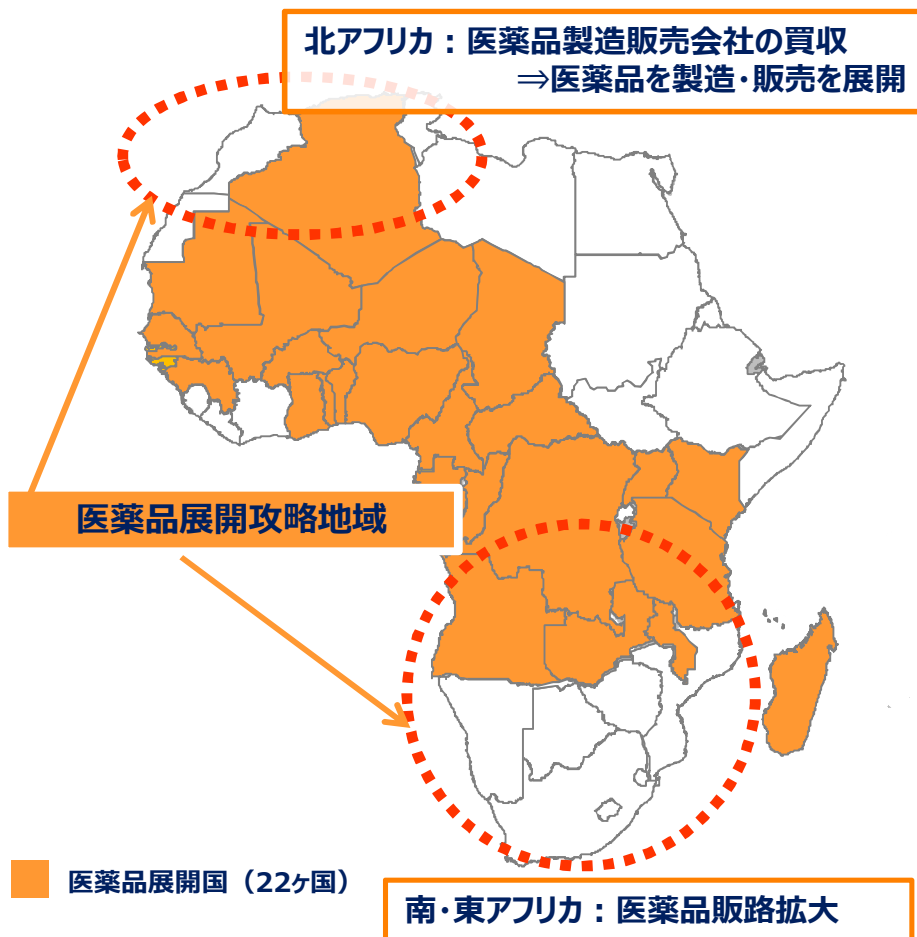 北アフリカ：医薬品製造販売会社の買収
⇒医薬品を製造・販売を展開
医薬品展開攻略地域
医薬品展開国（22ヶ国）
南・東アフリカ：医薬品販路拡大